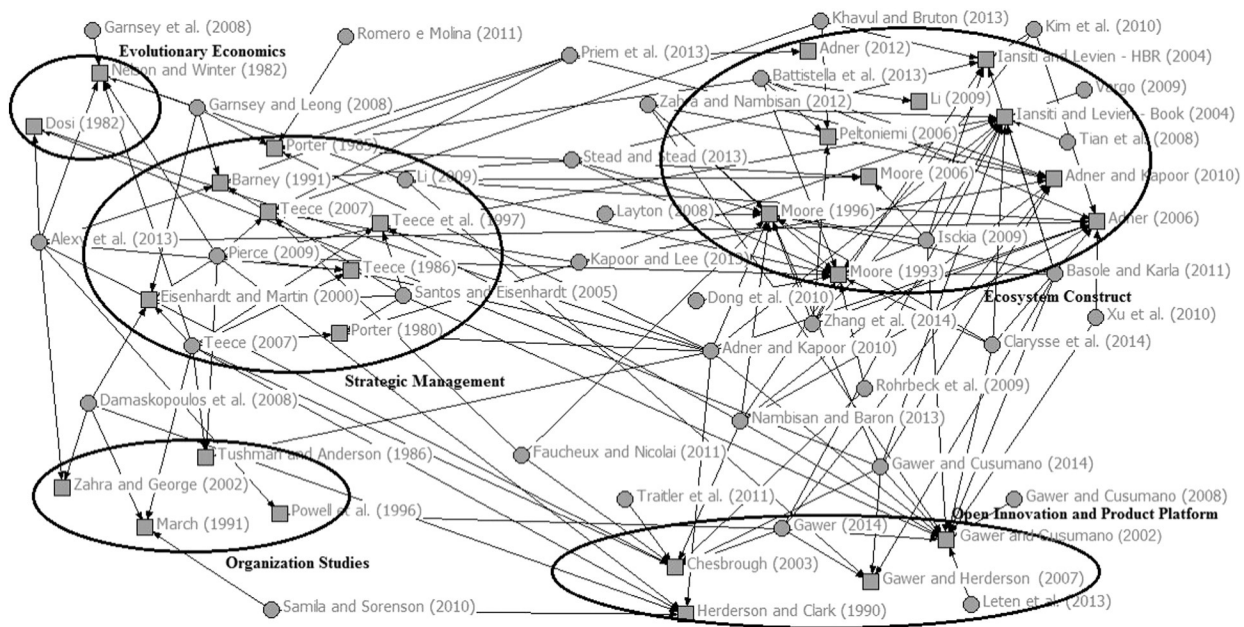 Garnsey et al. (2008)
Khavul and Bruton (2013)
Kim et al. (2010)
Romero e Molina (2011)
Evolutionary Economics
Adner (2012)
Priem et al. (2013)
Iansiti and Levien - HBR (2004)
Nelson and Winter (1982)
Battistella et al. (2013)
Vargo (2009)
Li (2009)
Garnsey and Leong (2008)
Zahra and Nambisan (2012)
Iansiti and Levien - Book (2004)
Dosi (1982)
Peltoniemi (2006)
Tian et al. (2008)
Porter (1985)
Stead and Stead (2013)
Moore (2006)
Adner and Kapoor (2010)
Barney (1991)
Li (2009)
Teece (2007)
Layton (2008)
Moore (1996)
Teece et al. (1997)
Adner (2006)
Alexy et al. (2013)
Isckia (2009)
Pierce (2009)
Kapoor and Lee (2013)
Teece (1986)
Moore (1993)
Basole and Karla (2011)
Eisenhardt and Martin (2000)
Santos and Eisenhardt (2005)
Dong et al. (2010)
Ecosystem Construct
Xu et al. (2010)
Zhang et al. (2014)
Porter (1980)
Teece (2007)
Adner and Kapoor (2010)
Clarysse et al. (2014)
Strategic Management
Rohrbeck et al. (2009)
Damaskopoulos et al. (2008)
Nambisan and Baron (2013)
Tushman and Anderson (1986)
Faucheux and Nicolai (2011)
Gawer and Cusumano (2014)
Zahra and George (2002)
Traitler et al. (2011)
Gawer and Cusumano (2008)
Powell et al. (1996)
Open Innovation and Product Platform
March (1991)
Gawer (2014)
Gawer and Cusumano (2002)
Organization Studies
Chesbrough (2003)
Gawer and Herderson (2007)
Samila and Sorenson (2010)
Herderson and Clark (1990)
Leten et al. (2013)